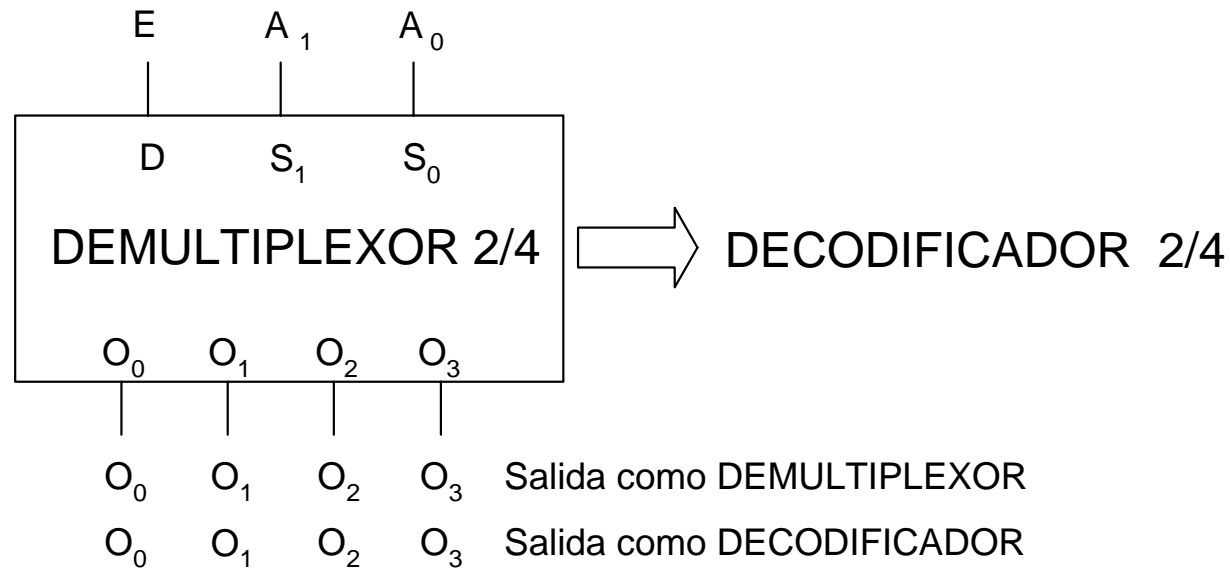 E A₁ A₀
D S₁ S₀
DEMULTIPLEXOR 2/4
DECODIFICADOR 2/4
O₀ O₁ O₂ O₃
O₀ O₁ O₂ O₃ Salida como DEMULTIPLEXOR
O₀ O₁ O₂ O₃ Salida como DECODIFICADOR